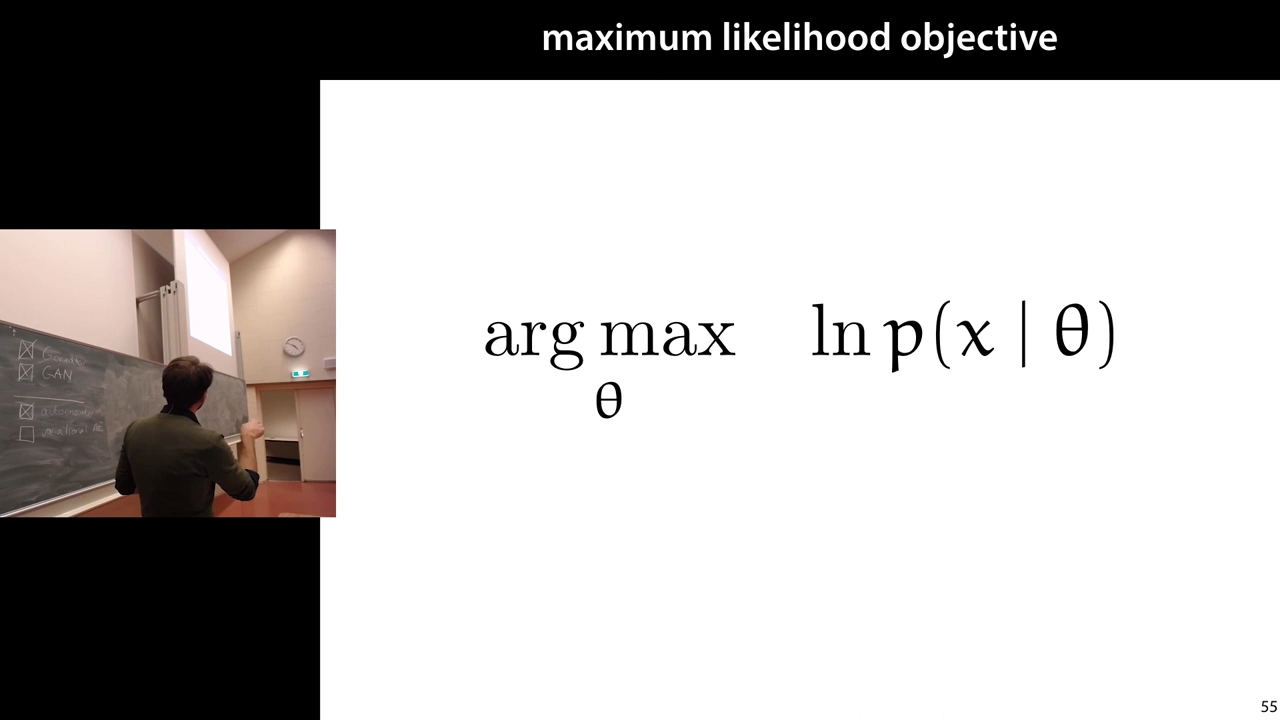 maximum likelihood objective
arg max ln p(x | θ)
θ
GAN
55